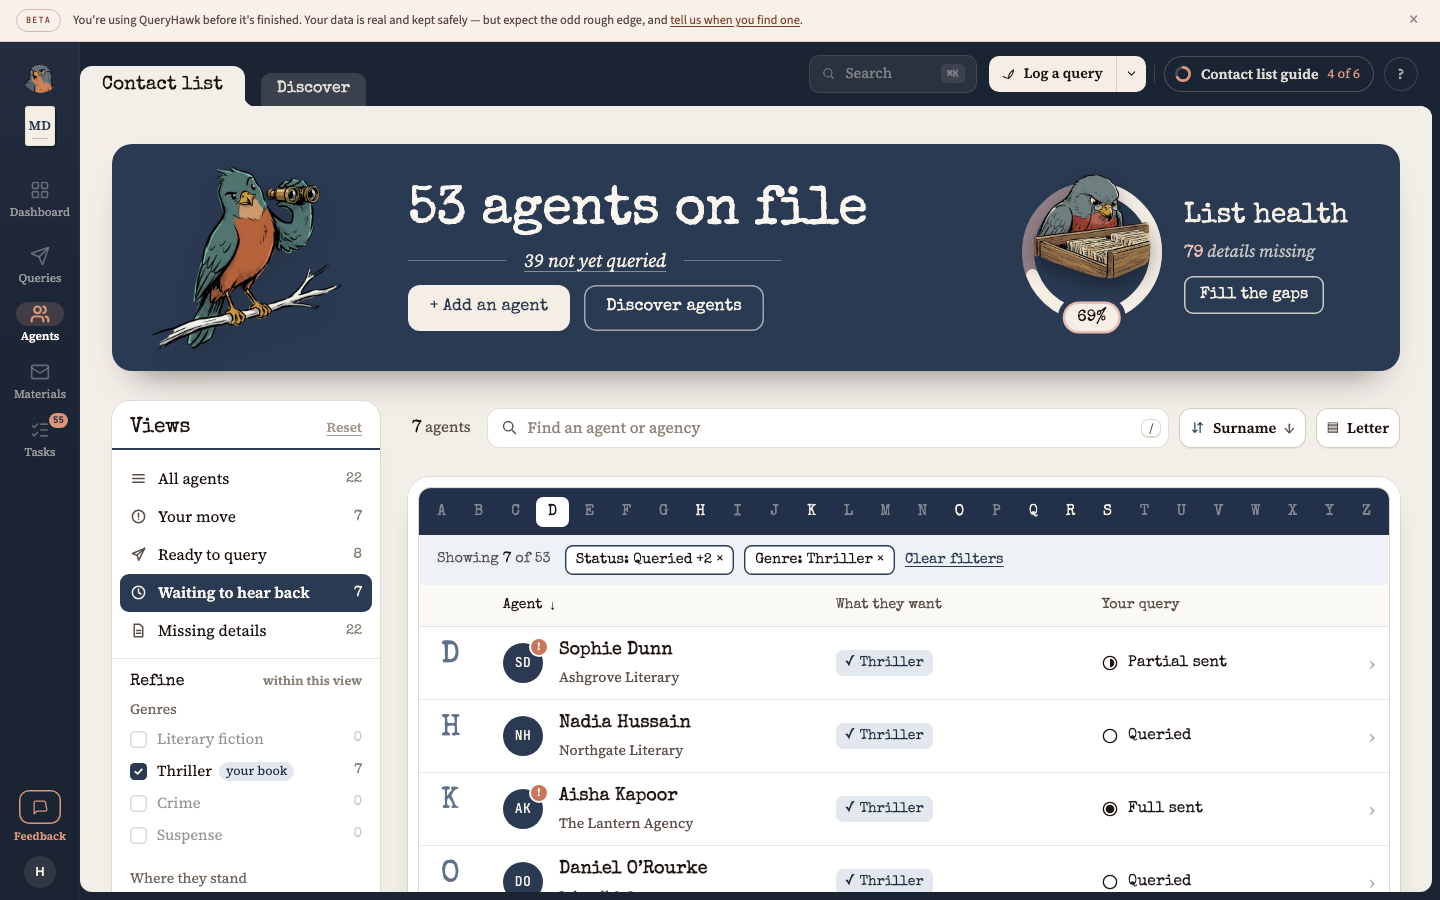 BETA You're using QueryHawk before it's finished. Your data is real and kept safely — but expect the odd rough edge, and tell us when you find one. ×
Contact list
Discover
Search ⌘K
Log a query
Contact list guide 4 of 6
?
MD
Dashboard
Queries
Agents
Materials
55
Tasks
Feedback
H
53 agents on file
39 not yet queried
+ Add an agent
Discover agents
69%
List health
79 details missing
Fill the gaps
Views
Reset
All agents 22
Your move 7
Ready to query 8
Waiting to hear back 7
Missing details 22
Refine within this view
Genres
Literary fiction 0
Thriller your book 7
Crime 0
Suspense 0
Where they stand
7 agents
Find an agent or agency /
Surname ↓
Letter
A B C D E F G H I J K L M N O P Q R S T U V W X Y Z
Showing 7 of 53 Status: Queried +2 × Genre: Thriller × Clear filters
Agent ↓ What they want Your query
D SD ! Sophie Dunn ✓ Thriller Partial sent ›
Ashgrove Literary
H NH Nadia Hussain ✓ Thriller Queried ›
Northgate Literary
K AK ! Aisha Kapoor ✓ Thriller Full sent ›
The Lantern Agency
O DO Daniel O’Rourke ✓ Thriller Queried ›